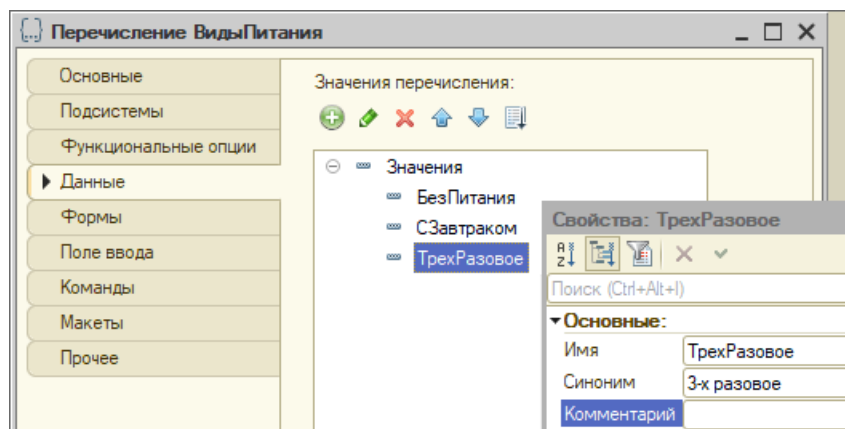 Перечисление ВидыПитания
Основные
Подсистемы
Функциональные опции
Данные
Формы
Поле ввода
Команды
Макеты
Прочее
Значения перечисления:
Значения
БезПитания
СЗавтраком
ТрехРазовое
Свойства: ТрехРазовое
Поиск (Ctrl+Alt+I)
Основные:
Имя ТрехРазовое
Синоним 3-х разовое
Комментарий